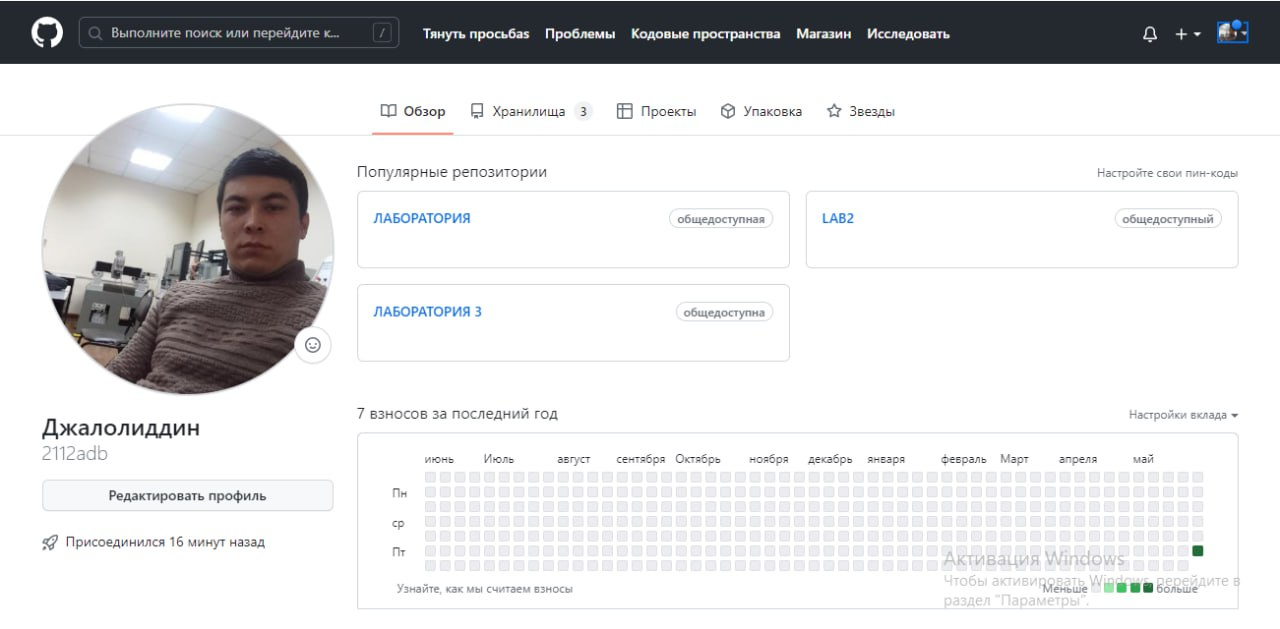 Выполните поиск или перейдите к... /
Тянуть просьбас Проблемы Кодовые пространства Магазин Исследовать
Обзор Хранилища 3 Проекты Упаковка Звезды
Популярные репозитории Настройте свои пин-коды
ЛАБОРАТОРИЯ общедоступная
LAB2 общедоступный
ЛАБОРАТОРИЯ 3 общедоступна
Джалолиддин
2112adb
Редактировать профиль
Присоединился 16 минут назад
7 взносов за последний год Настройки вклада
июнь Июль август сентября Октябрь ноября декабрь января февраль Март апреля май
Пн
ср
Пт
Узнайте, как мы считаем взносы Меньше больше
Активация Windows
Чтобы активировать Windows, перейдите в
раздел "Параметры".